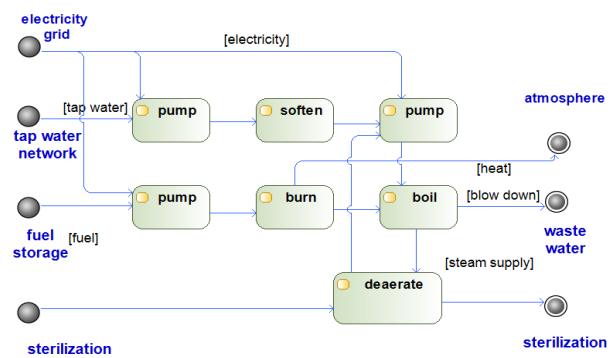 electricity
grid
[electricity]
[tap water]
pump
soften
pump
atmosphere
tap water
network
[heat]
pump
burn
boil
[blow down]
fuel
storage
[fuel]
waste
water
[steam supply]
deaerate
sterilization
sterilization